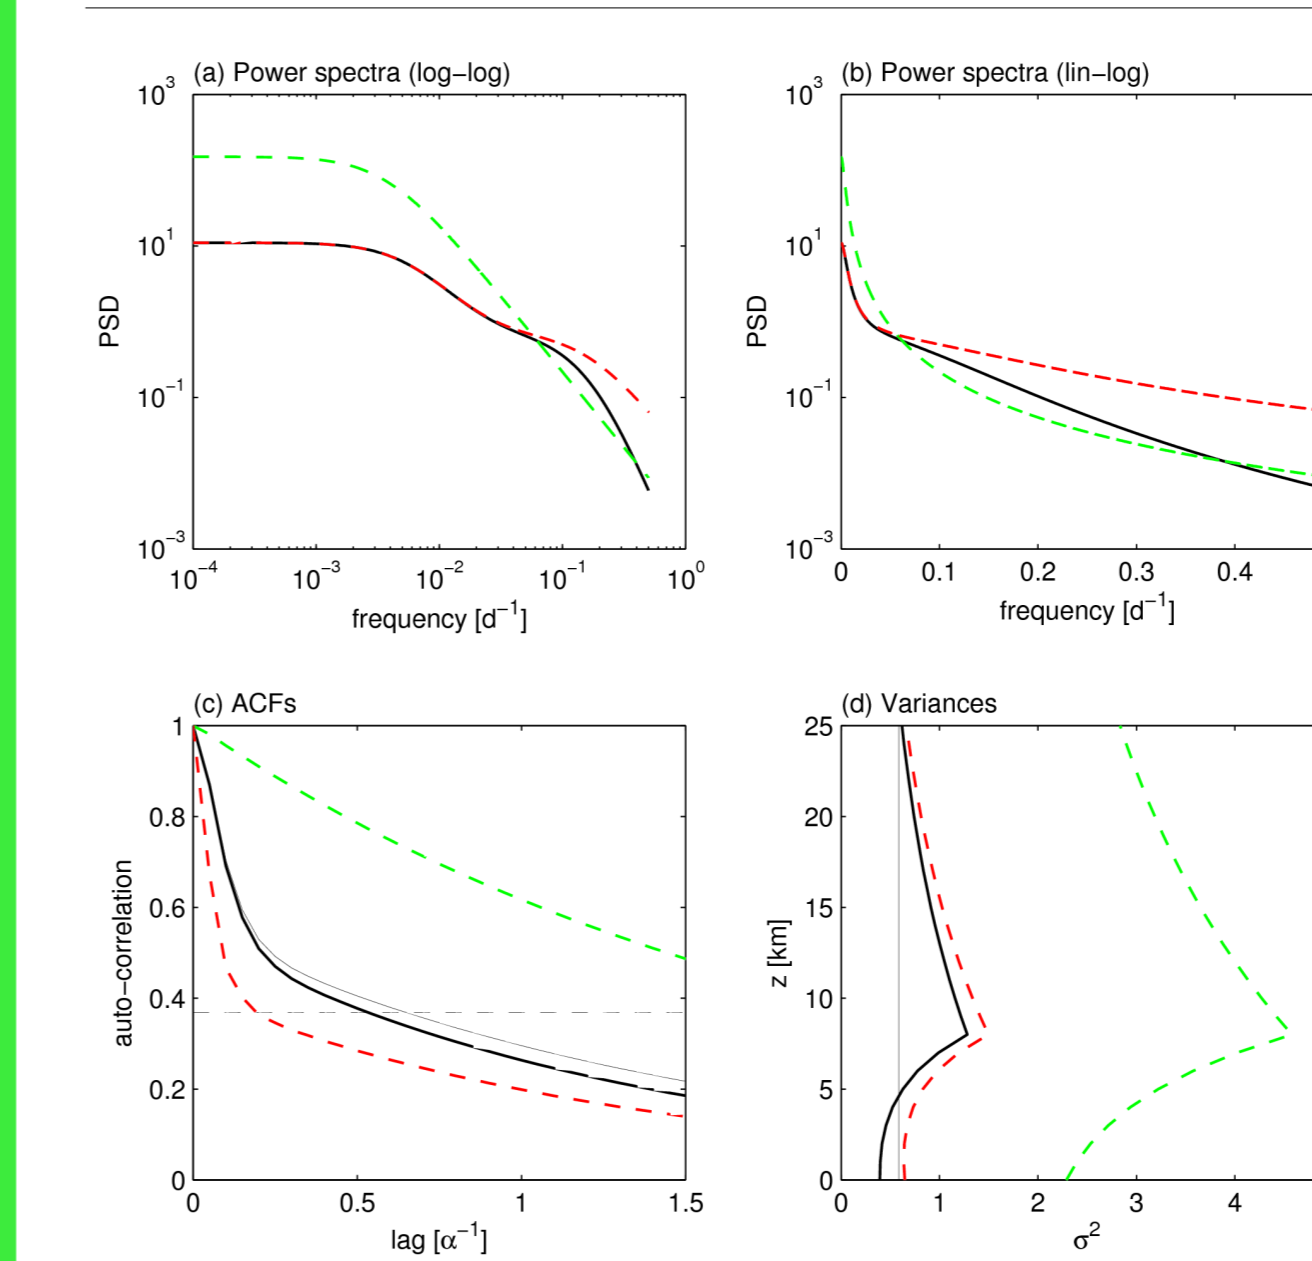 (a) Power spectra (log−log)
10^3
10^1
10^−1
10^−3
PSD
10^−4 10^−3 10^−2 10^−1 10^0
frequency [d^−1]
(b) Power spectra (lin−log)
10^3
10^1
10^−1
10^−3
PSD
0 0.1 0.2 0.3 0.4
frequency [d^−1]
(c) ACFs
1
0.8
0.6
0.4
0.2
0
auto−correlation
0 0.5 1 1.5
lag [α^−1]
(d) Variances
25
20
15
10
5
0
z [km]
0 1 2 3 4
σ^2